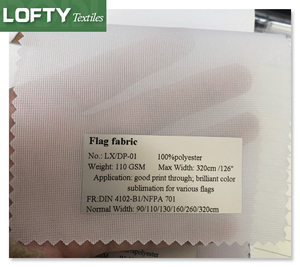 LOFTY Textiles
Flag fabric
No.: LX/DP-01 100%polyester
Weight: 110 GSM Max Width: 320cm /126"
Application: good print through; brilliant color
sublimation for various flags
FR:DIN 4102-B1/NFPA 701
Normal Width: 90/110/130/160/260/320cm